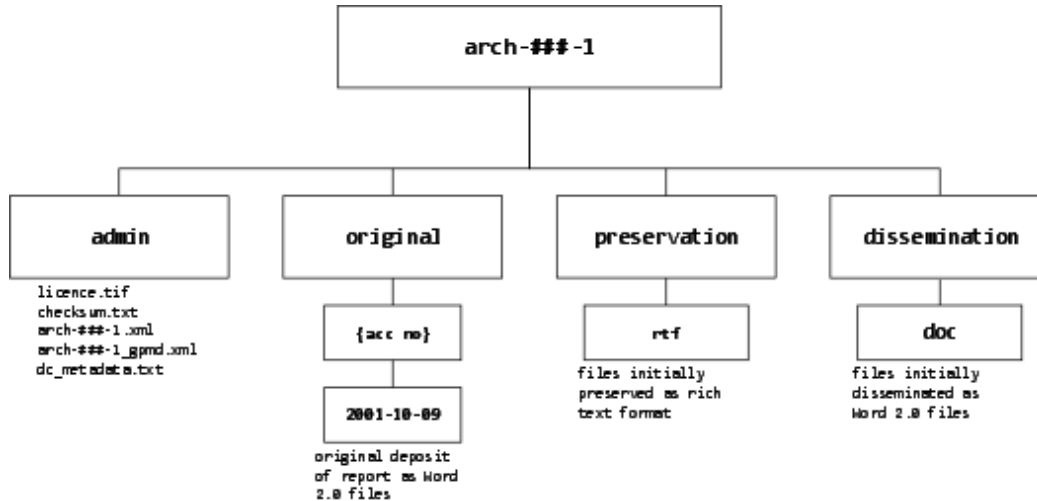 arch-###-1
admin
original
preservation
dissemination
licence.tif
checksum.txt
arch-###-1.xml
arch-###-1_gpmd.xml
dc_metadata.txt
{acc no}
2001-10-09
original deposit
of report as Word
2.0 files
rtf
files initially
preserved as rich
text format
doc
files initially
disseminated as
Word 2.0 files